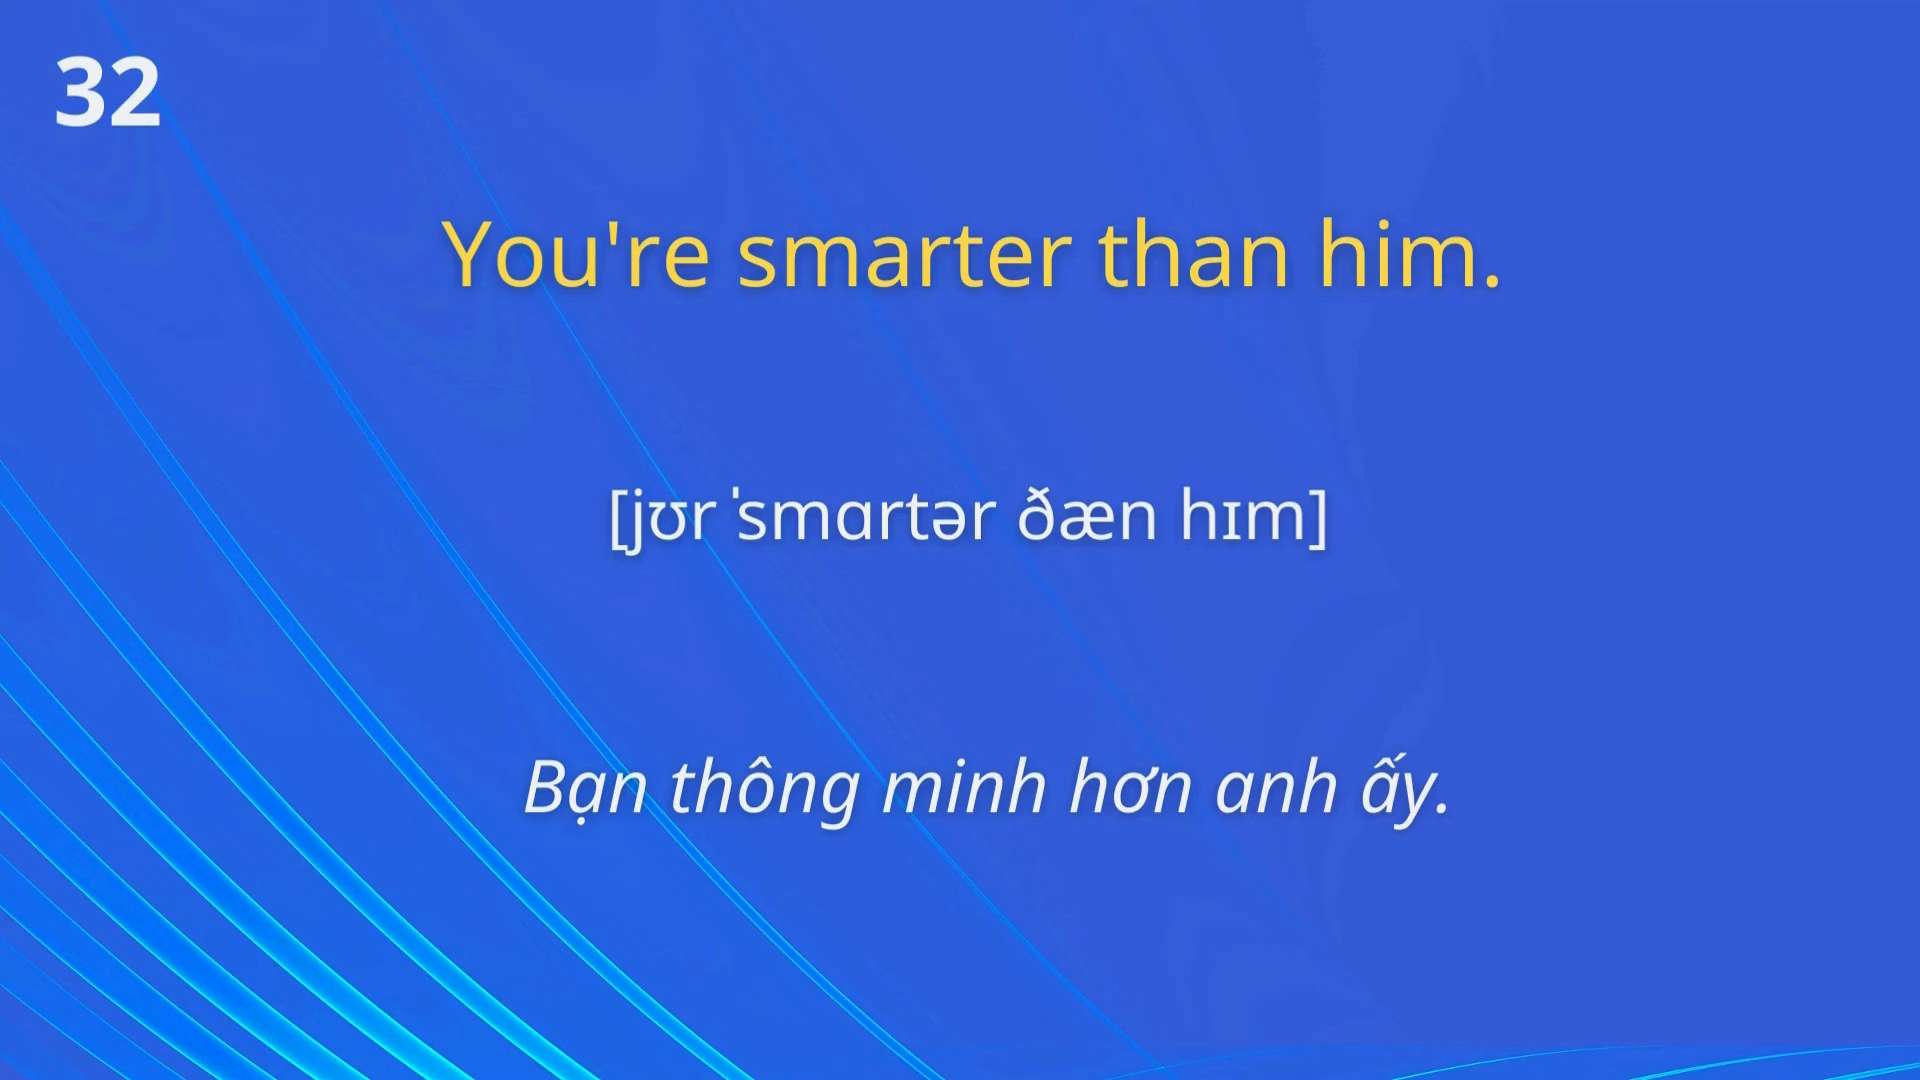 32
You're smarter than him.
[jʊr ˈsmɑrtər ðæn hɪm]
Bạn thông minh hơn anh ấy.